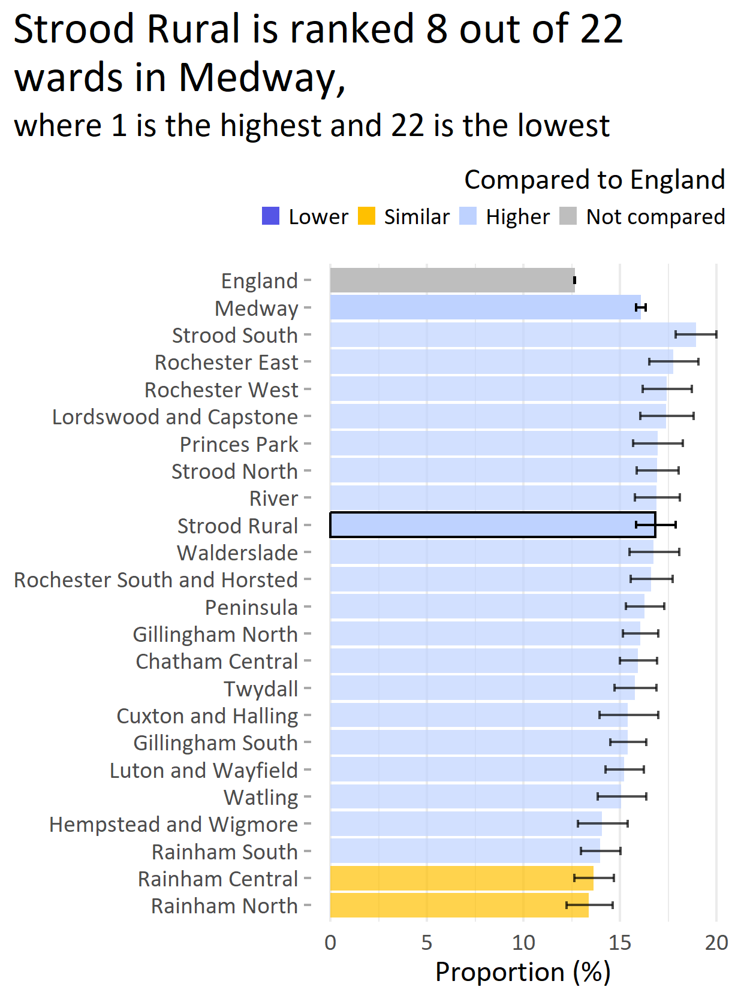 Strood Rural is ranked 8 out of 22
wards in Medway,
where 1 is the highest and 22 is the lowest
Compared to England
Lower Similar Higher Not compared
England
Medway
Strood South
Rochester East
Rochester West
Lordswood and Capstone
Princes Park
Strood North
River
Strood Rural
Walderslade
Rochester South and Horsted
Peninsula
Gillingham North
Chatham Central
Twydall
Cuxton and Halling
Gillingham South
Luton and Wayfield
Watling
Hempstead and Wigmore
Rainham South
Rainham Central
Rainham North
0 5 10 15 20
Proportion (%)